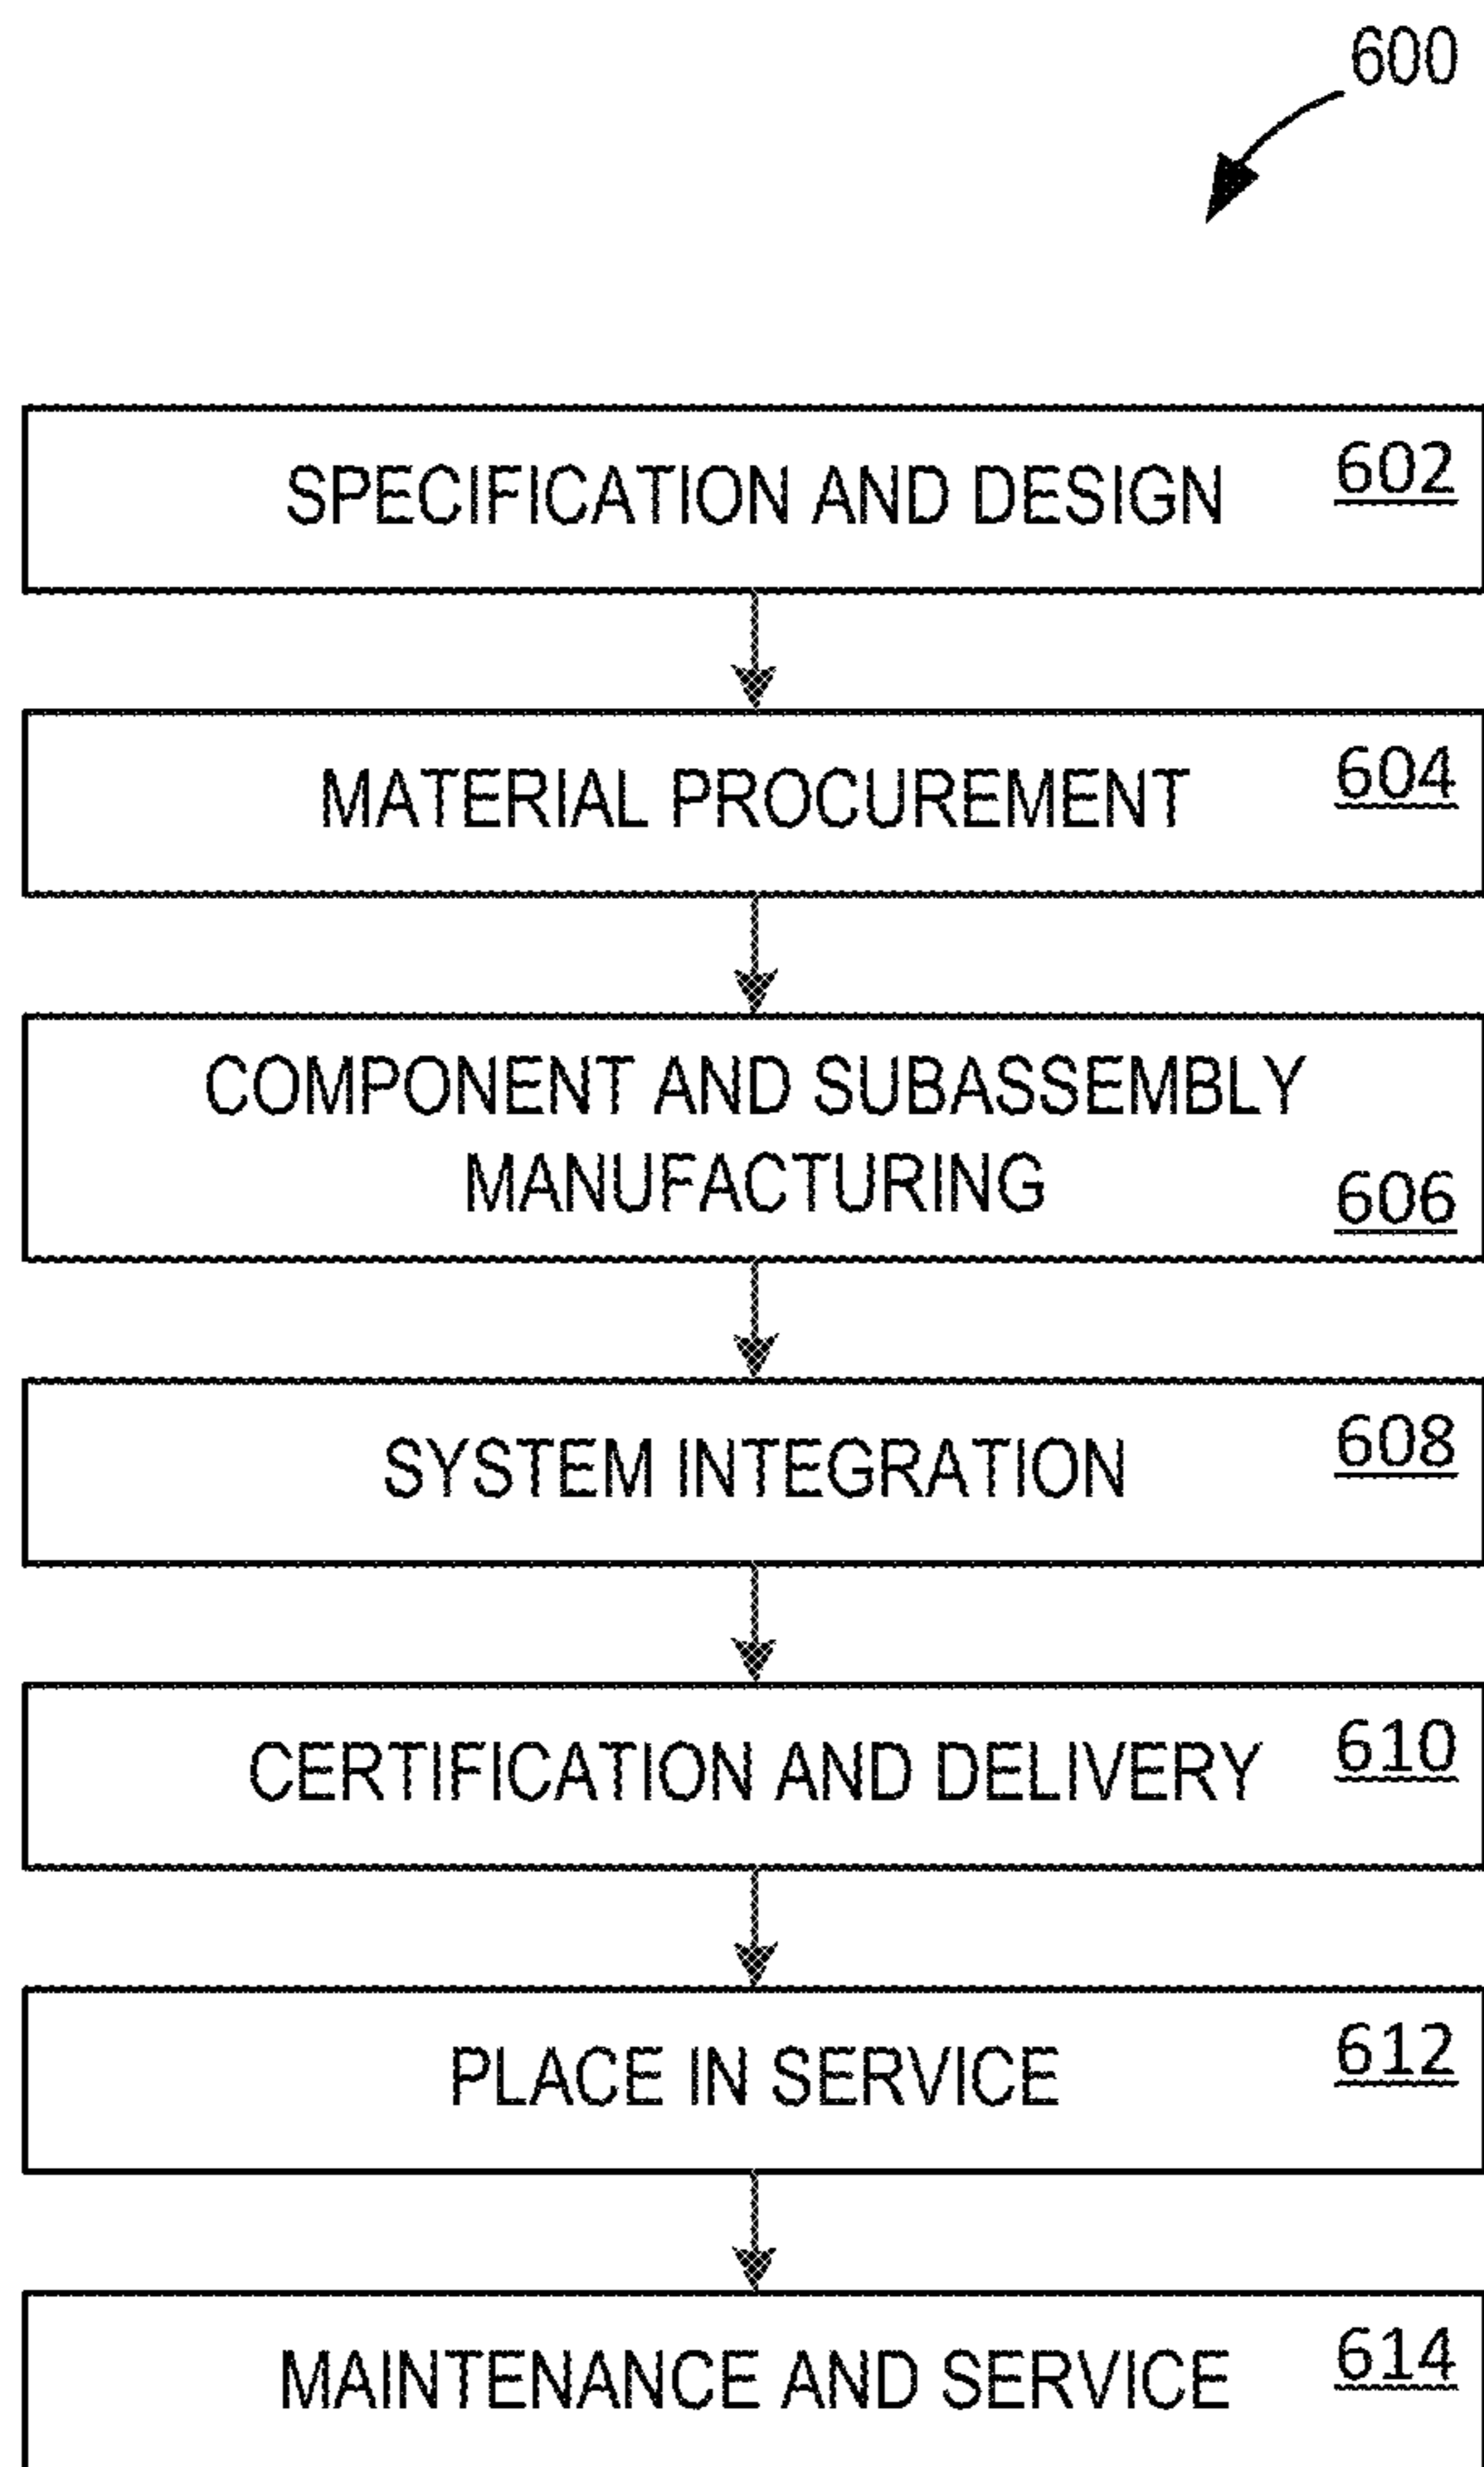 600
SPECIFICATION AND DESIGN 602
MATERIAL PROCUREMENT 604
COMPONENT AND SUBASSEMBLY
MANUFACTURING 606
SYSTEM INTEGRATION 608
CERTIFICATION AND DELIVERY 610
PLACE IN SERVICE 612
MAINTENANCE AND SERVICE 614